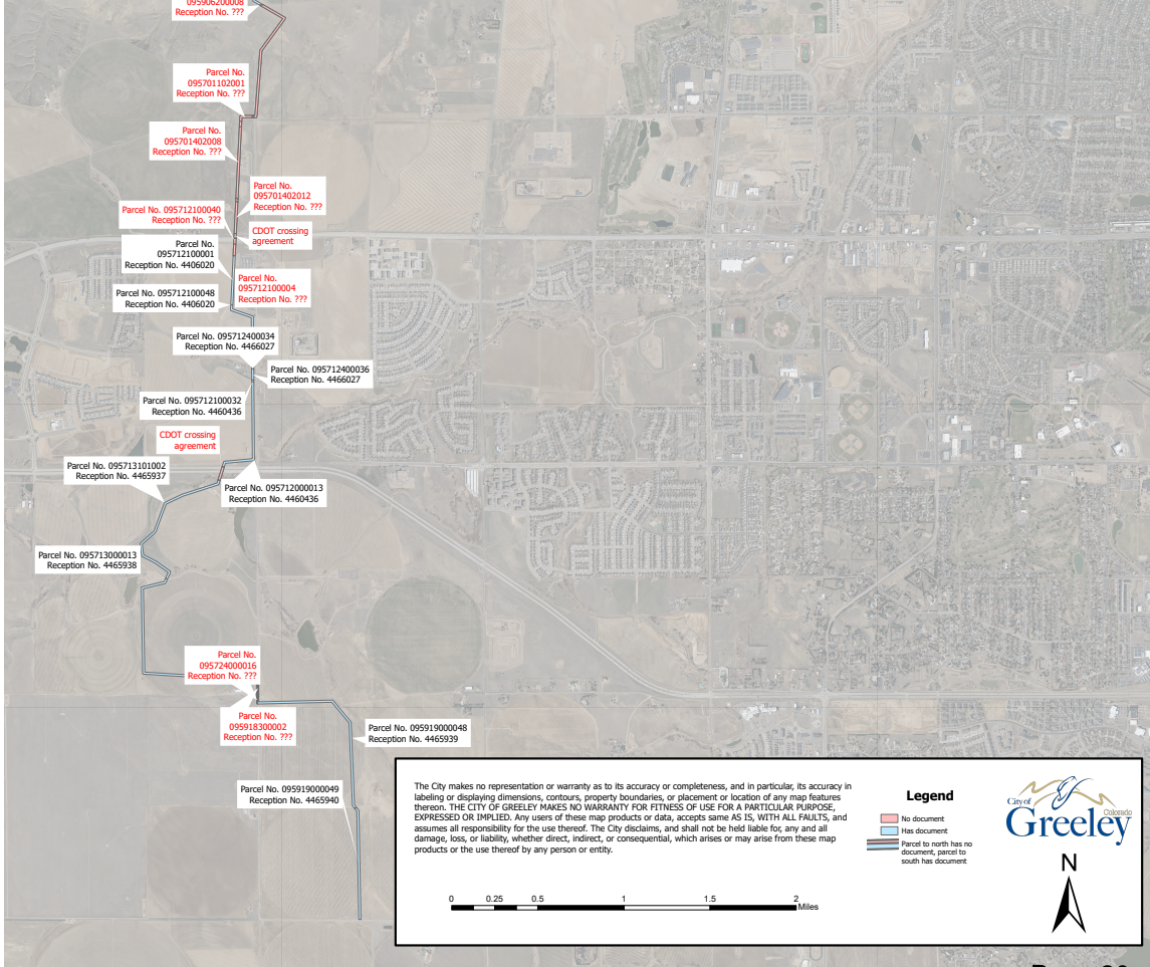 095906200008
Reception No. ???
Parcel No.
095701102001
Reception No. ???
Parcel No.
095701402008
Reception No. ???
Parcel No.
095701402012
Reception No. ???
Parcel No. 095712100040
Reception No. ???
CDOT crossing
agreement
Parcel No.
095712100001
Reception No. 4406020
Parcel No.
095712100004
Reception No. ???
Parcel No. 095712100048
Reception No. 4406020
Parcel No. 095712400034
Reception No. 4466027
Parcel No. 095712400036
Reception No. 4466027
Parcel No. 095712100032
Reception No. 4460436
CDOT crossing
agreement
Parcel No. 095713101002
Reception No. 4465937
Parcel No. 095712000013
Reception No. 4460436
Parcel No. 095713000013
Reception No. 4465938
Parcel No.
095724000016
Reception No. ???
Parcel No.
095918300002
Reception No. ???
Parcel No. 095919000048
Reception No. 4465939
Parcel No. 095919000049
Reception No. 4465940
The City makes no representation or warranty as to its accuracy or completeness, and in particular, its accuracy in
labeling or displaying dimensions, contours, property boundaries, or placement or location of any map features
thereon. THE CITY OF GREELEY MAKES NO WARRANTY FOR FITNESS OF USE FOR A PARTICULAR PURPOSE,
EXPRESSED OR IMPLIED. Any users of these map products or data, accepts same AS IS, WITH ALL FAULTS, and
assumes all responsibility for the use thereof. The City disclaims, and shall not be held liable for, any and all
damage, loss, or liability, whether direct, indirect, or consequential, which arises or may arise from these map
products or the use thereof by any person or entity.
0 0.25 0.5 1 1.5 2
Miles
Legend
No document
Has document
Parcel to north has no
document, parcel to
south has document
City of
Greeley
Colorado
N